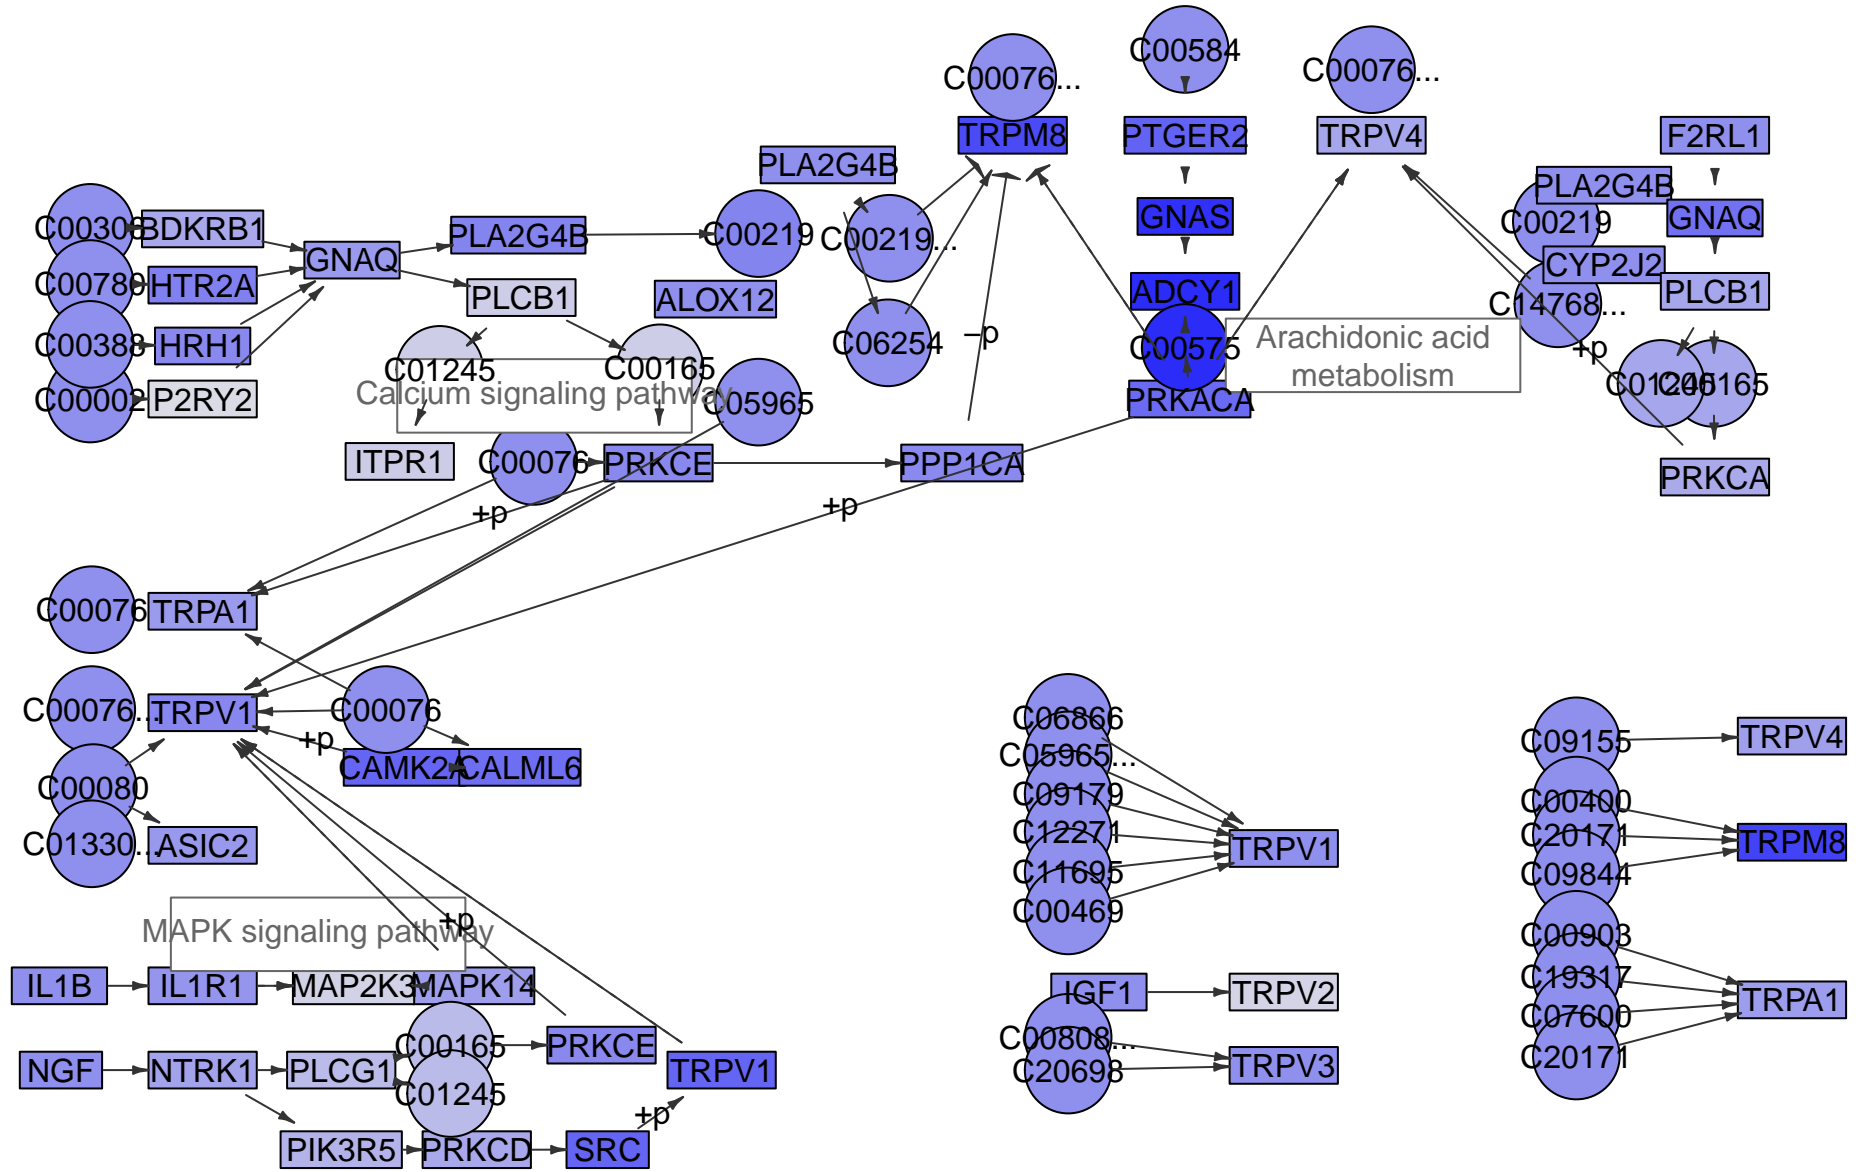 C00584
C00076...
C00076...
TRPM8
PTGER2
TRPV4
F2RL1
PLA2G4B
PLA2G4B
C00219
GNAS
GNAQ
BDKRB1
PLA2G4B
C00219
C00219...
GNAQ
CYP2J2
C00780
HTR2A
PLCB1
ALOX12
ADCY1
C14768...
PLCB1
C00388
HRH1
C06254
–p
C00575
Arachidonic acid
metabolism
+p
C01245
C00165
Calcium signaling pathway
C01245
C00165
C00002
P2RY2
C05965
PRKACA
ITPR1
C00076
PRKCE
PPP1CA
PRKCA
+p
+p
C00076
TRPA1
C00076...
TRPV1
C00076
+p
CAMK2A
CALML6
C00080
C01330...
ASIC2
C06866
C05965...
C09179
C12271
C11695
C00469
TRPV1
C09155
TRPV4
C00400
C20171
C09844
TRPM8
MAPK signaling pathway
+p
IL1B
IL1R1
MAP2K3
MAPK14
IGF1
TRPV2
C00903
C19317
C07600
C20171
TRPA1
C00165
PRKCE
C00808...
C20698
TRPV3
NGF
NTRK1
PLCG1
C01245
TRPV1
+p
PIK3R5
PRKCD
SRC